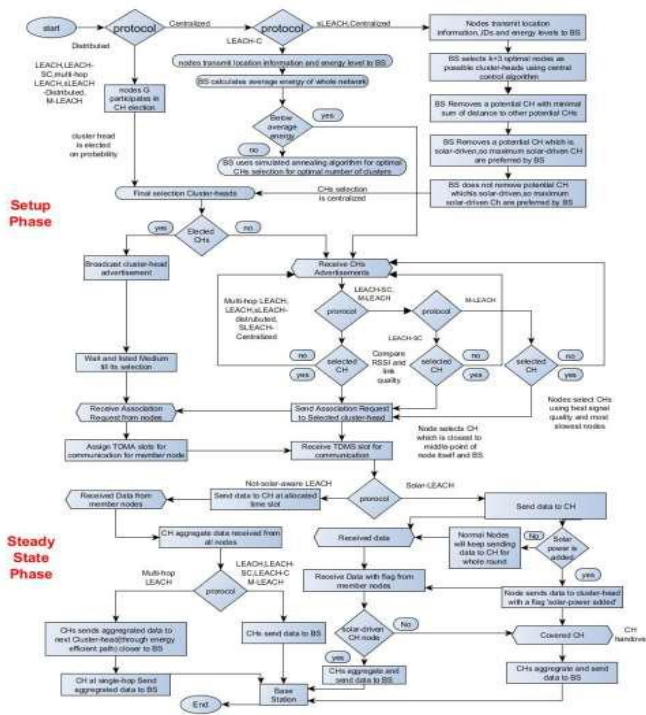 start
protocol
Centralized
protocol
sLEACH,Centralized
Nodes transmit location
information, IDs and energy levels to BS
Distributed
LEACH-C
LEACH,LEACH-
SC,multi-hop
LEACH,sLEACH
-Distributed,
M-LEACH
nodes G
participates in
CH election
nodes transmit location information and energy level to BS
BS calculates average energy of whole network
BS selects k+3 optimal nodes as
possible cluster-heads using central
control algorithm
Below
average
energy
yes
no
BS Removes a potential CH with minimal
sum of distance to other potential CHs
cluster head
is elected
on probability
BS uses simulated annealing algorithm for optimal
CHs selection for optimal number of clusters
BS Removes a potential CH which is
solar-driven,so maximum solar-driven CH
are preferred by BS
Final selection Cluster-heads
CHs selection
is centralized
BS does not remove potential CH
whichis solar-driven,so maximum
solar-driven Ch are preferred by BS
Setup
Phase
yes
Elected
CHs
no
Broadcast cluster-head
advertisement
Receive CHs
Advertisements
Multi-hop LEACH,
LEACH,sLEACH-
distrubuted,
SLEACH-
Centralized
protocol
LEACH-SC,
M-LEACH
protocol
M-LEACH
LEACH-SC
Wait and listed Medium
till its selection
no
yes
selected
CH
Compare
RSSI and
link
quality
selected
CH
no
yes
selected
CH
no
yes
Receive Association
Request from nodes
Send Association Request
to Selected cluster-head
Nodes select CHs
using best signal
quality and most
slowest nodes
Assign TDMA slots for
communication for member node
Receive TDMS slot for
communication
Node selects CH
which is closest to
middle-point of
node itself and BS
Not-solar-aware LEACH
Solar-LEACH
protocol
Received Data from
member nodes
Send data to CH at allocated
time slot
Send data to CH
Steady
State
Phase
CH aggregate data received from
all nodes
Received data
Normal Nodes
will keep sending
data to CH for
whole round
No
Solar
power is
added
yes
Multi-hop
LEACH
protocol
LEACH,LEACH-
SC,LEACH-C
M-LEACH
Receive Data with flag from
member nodes
Node sends data to cluster-head
with a flag 'solar-power added'
CHs sends aggregrated data to
next Cluster-head(through energy
efficient path) closer to BS
CHs send data to BS
solar-driven
CH node
No
Covered CH
CH
handover
yes
CH at single-hop Send
aggregated data to BS
CHs aggregate and
send data to BS
CHs aggregate and send
data to BS
Base
Station
End